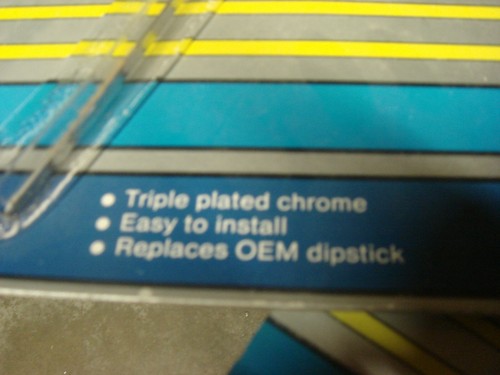 • Triple plated chrome
• Easy to install
• Replaces OEM dipstick